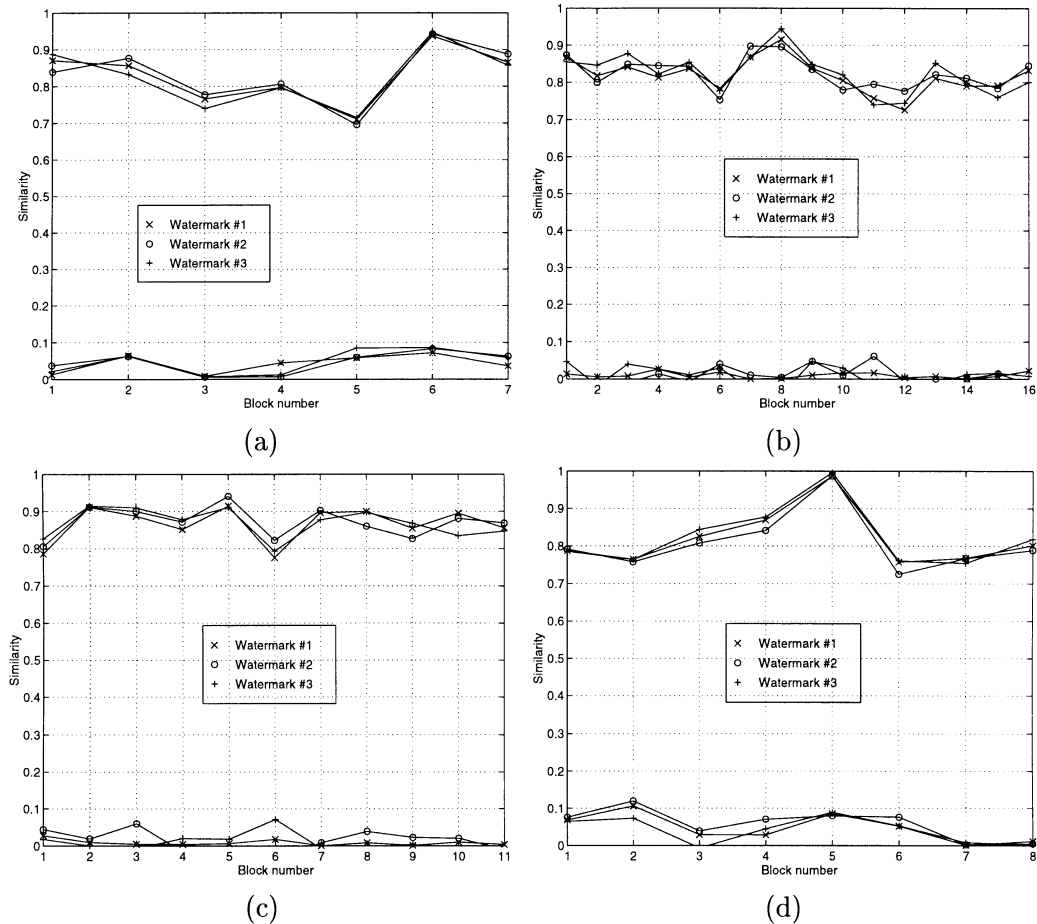 1
0.9
0.8
0.7
0.6
0.5
0.4
0.3
0.2
0.1
0
Similarity
Watermark #1
Watermark #2
Watermark #3
1 2 3 4 5 6 7
Block number
(a)
1
0.9
0.8
0.7
0.6
0.5
0.4
0.3
0.2
0.1
0
Similarity
Watermark #1
Watermark #2
Watermark #3
2 4 6 8 10 12 14 16
Block number
(b)
1
0.9
0.8
0.7
0.6
0.5
0.4
0.3
0.2
0.1
0
Similarity
Watermark #1
Watermark #2
Watermark #3
1 2 3 4 5 6 7 8 9 10 11
Block number
(c)
1
0.9
0.8
0.7
0.6
0.5
0.4
0.3
0.2
0.1
0
Similarity
Watermark #1
Watermark #2
Watermark #3
1 2 3 4 5 6 7 8
Block number
(d)